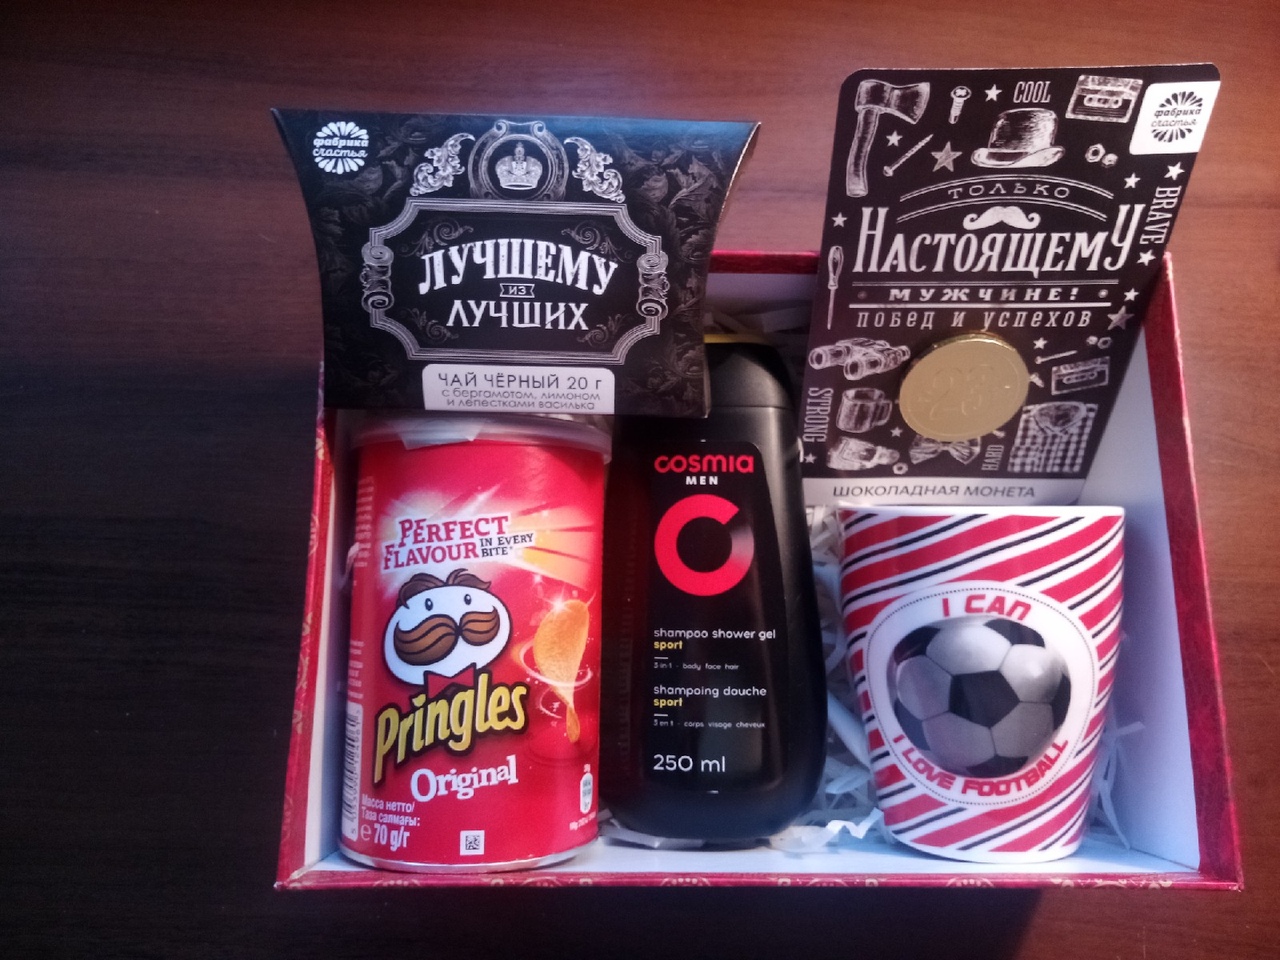 фабрика
счастья
ЛУЧШЕМУ
ИЗ
ЛУЧШИХ
ЧАЙ ЧЁРНЫЙ 20 г
с бергамотом, лимоном
и лепестками василька
COOL
фабрика
счастья
BRAVE
ТОЛЬКО
НАСТОЯЩЕМУ
МУЖЧИНЕ!
ПОБЕД И УСПЕХОВ
STRONG
HARD
ШОКОЛАДНАЯ МОНЕТА
PERFECT
FLAVOUR IN EVERY
BITE*
Pringles
Original
Масса нетто/
Таза салмағы:
e 70 g/г
cosmia
MEN
shampoo shower gel
sport
3 in 1 · body face hair
shampoing douche
sport
3 en 1 · corps visage cheveux
250 ml
I CAN
I LOVE FOOTBALL